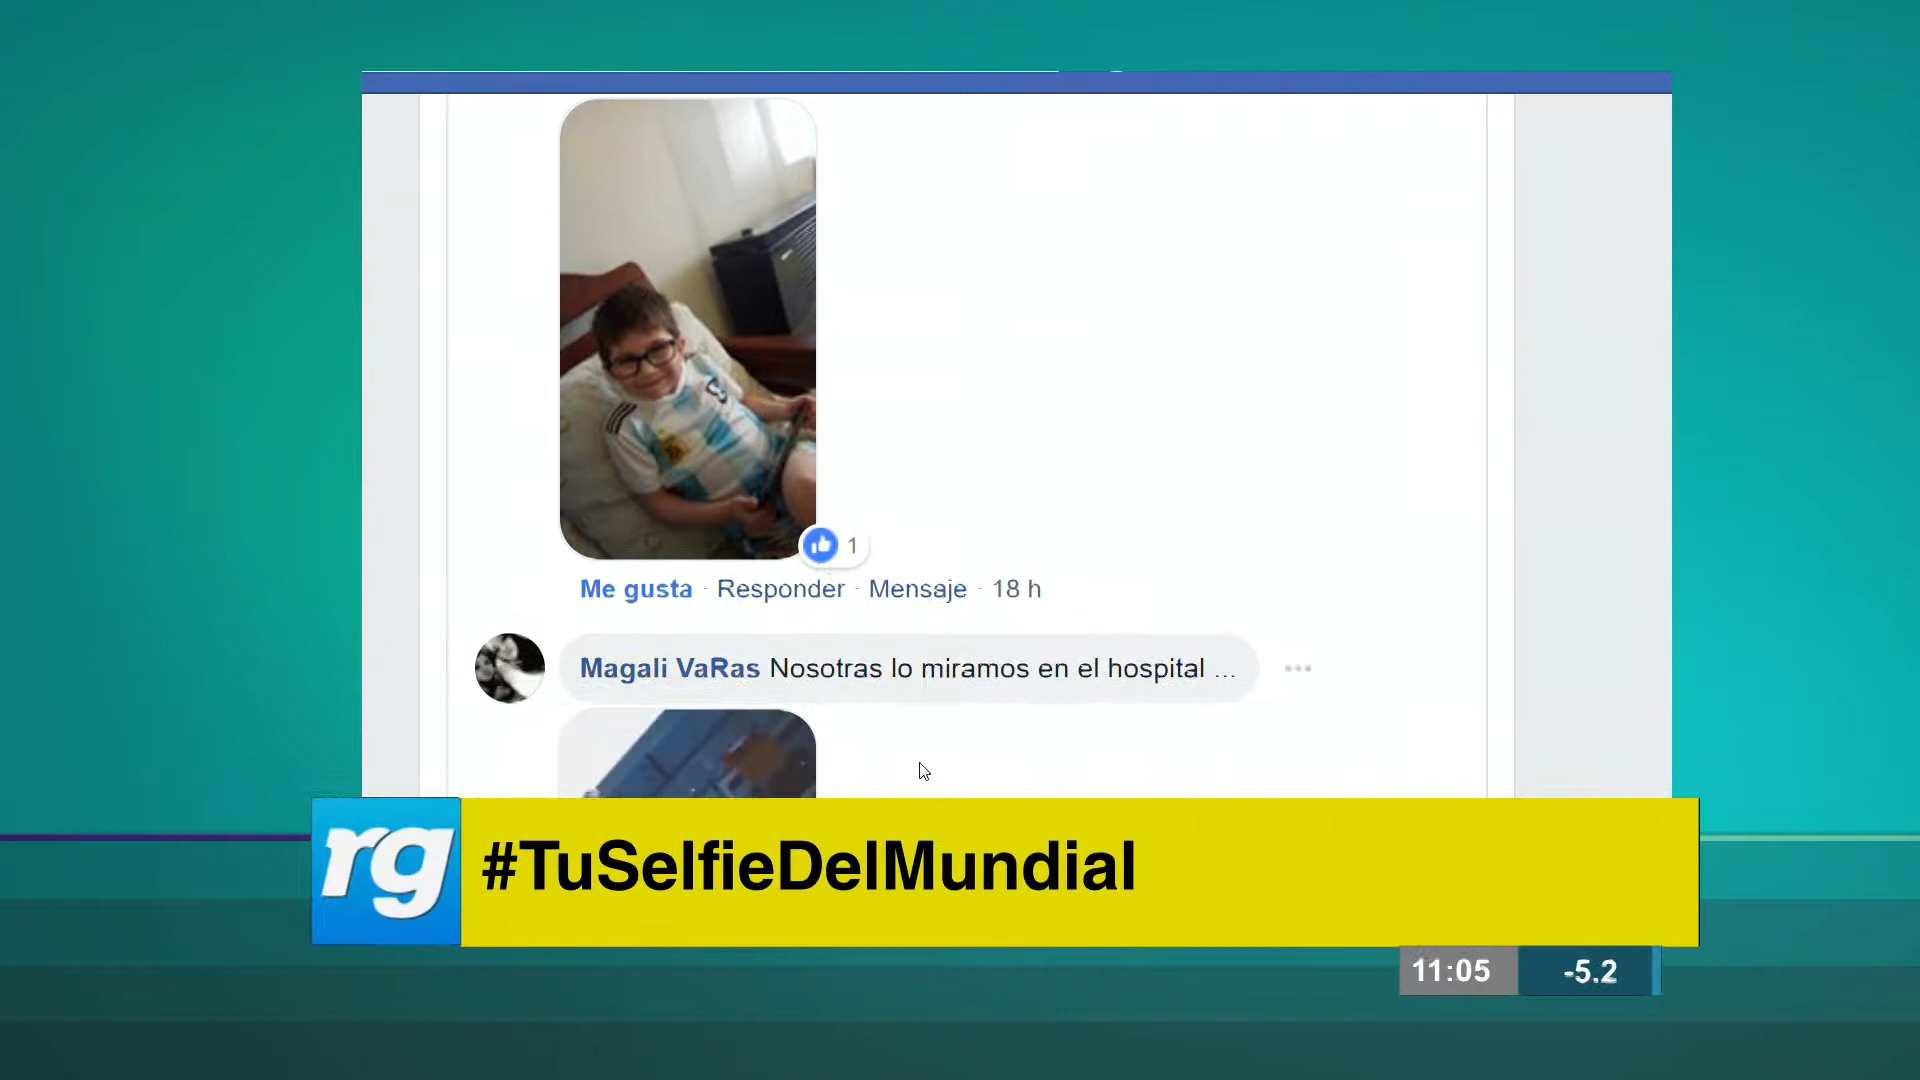 1
Me gusta · Responder · Mensaje · 18 h
Magali VaRas Nosotras lo miramos en el hospital ...
rg
#TuSelfieDelMundial
11:05
-5.2